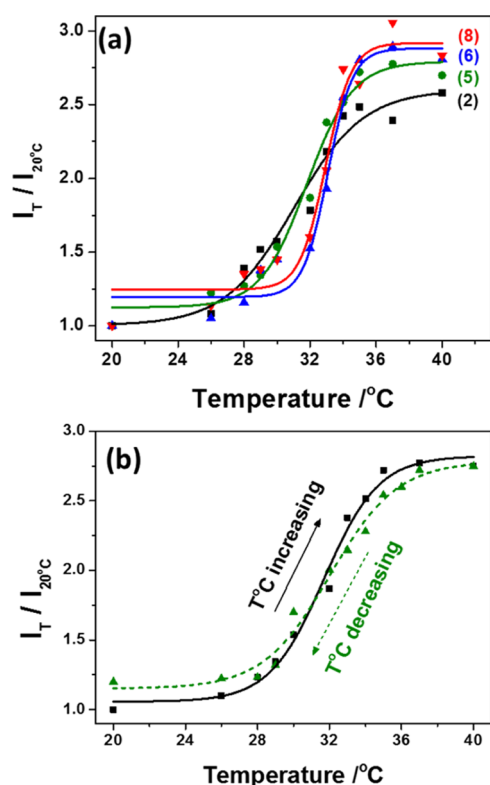 (a)
3.0
2.5
2.0
1.5
1.0
I_T / I_20°C
(8)
(6)
(5)
(2)
20 24 28 32 36 40
Temperature /°C
(b)
3.0
2.5
2.0
1.5
1.0
I_T / I_20°C
T°C increasing
T°C decreasing
20 24 28 32 36 40
Temperature /°C